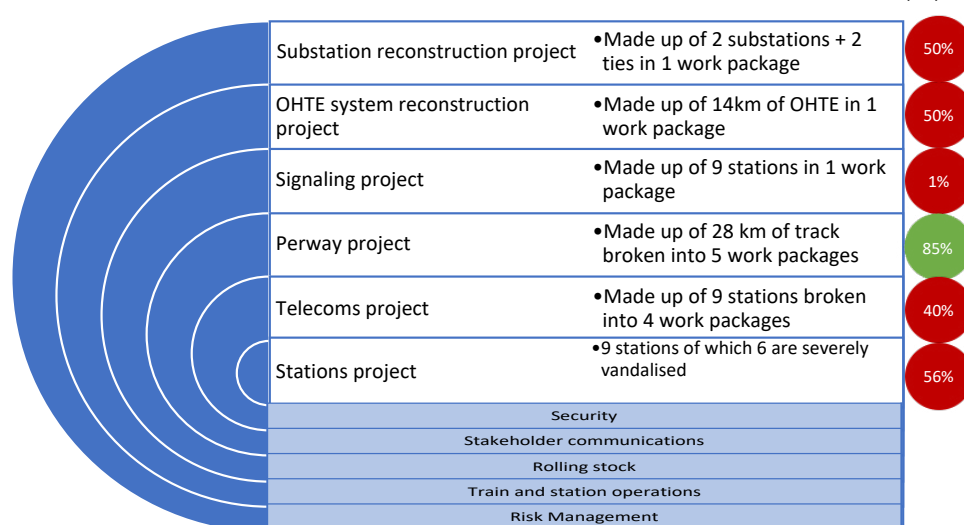 Substation reconstruction project
•Made up of 2 substations + 2
ties in 1 work package
50%
OHTE system reconstruction
project
•Made up of 14km of OHTE in 1
work package
50%
Signaling project
•Made up of 9 stations in 1 work
package
1%
Perway project
•Made up of 28 km of track
broken into 5 work packages
85%
Telecoms project
•Made up of 9 stations broken
into 4 work packages
40%
Stations project
•9 stations of which 6 are severely
vandalised
56%
Security
Stakeholder communications
Rolling stock
Train and station operations
Risk Management